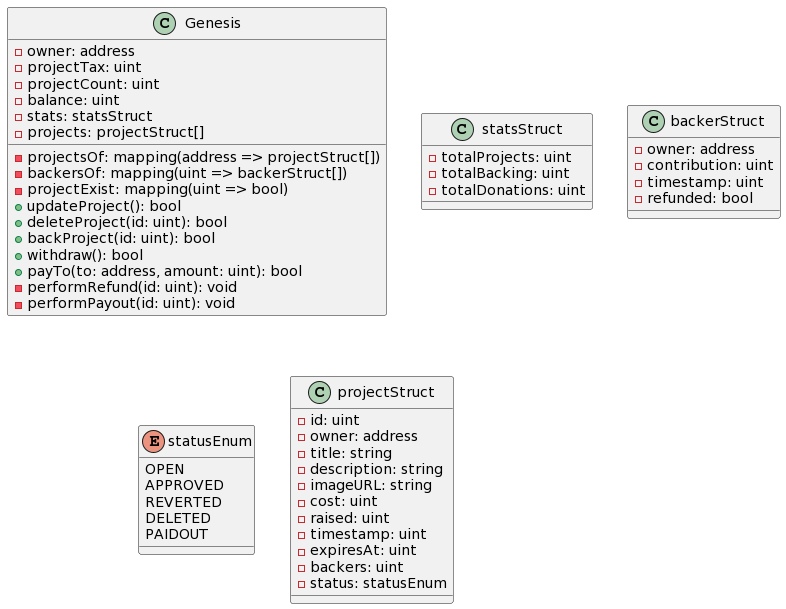 C Genesis
owner: address
projectTax: uint
projectCount: uint
balance: uint
stats: statsStruct
projects: projectStruct[]
projectsOf: mapping(address => projectStruct[])
backersOf: mapping(uint => backerStruct[])
projectExist: mapping(uint => bool)
updateProject(): bool
deleteProject(id: uint): bool
backProject(id: uint): bool
withdraw(): bool
payTo(to: address, amount: uint): bool
performRefund(id: uint): void
performPayout(id: uint): void
C statsStruct
totalProjects: uint
totalBacking: uint
totalDonations: uint
C backerStruct
owner: address
contribution: uint
timestamp: uint
refunded: bool
E statusEnum
OPEN
APPROVED
REVERTED
DELETED
PAIDOUT
C projectStruct
id: uint
owner: address
title: string
description: string
imageURL: string
cost: uint
raised: uint
timestamp: uint
expiresAt: uint
backers: uint
status: statusEnum